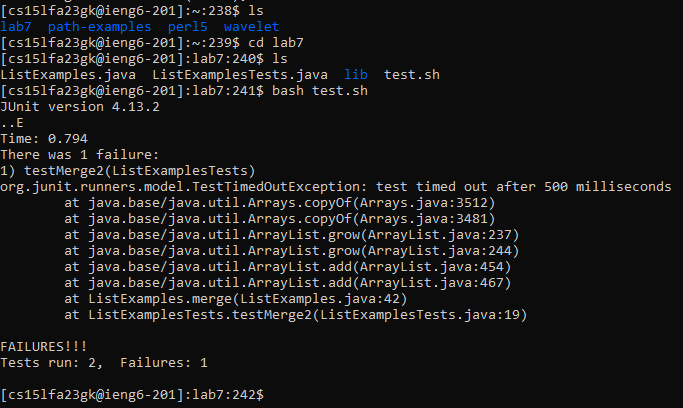 [cs15lfa23gk@ieng6-201]:~:238$ ls
lab7  path-examples  perl5  wavelet
[cs15lfa23gk@ieng6-201]:~:239$ cd lab7
[cs15lfa23gk@ieng6-201]:lab7:240$ ls
ListExamples.java  ListExamplesTests.java  lib  test.sh
[cs15lfa23gk@ieng6-201]:lab7:241$ bash test.sh
JUnit version 4.13.2
..E
Time: 0.794
There was 1 failure:
1) testMerge2(ListExamplesTests)
org.junit.runners.model.TestTimedOutException: test timed out after 500 milliseconds
        at java.base/java.util.Arrays.copyOf(Arrays.java:3512)
        at java.base/java.util.Arrays.copyOf(Arrays.java:3481)
        at java.base/java.util.ArrayList.grow(ArrayList.java:237)
        at java.base/java.util.ArrayList.grow(ArrayList.java:244)
        at java.base/java.util.ArrayList.add(ArrayList.java:454)
        at java.base/java.util.ArrayList.add(ArrayList.java:467)
        at ListExamples.merge(ListExamples.java:42)
        at ListExamplesTests.testMerge2(ListExamplesTests.java:19)

FAILURES!!!
Tests run: 2,  Failures: 1

[cs15lfa23gk@ieng6-201]:lab7:242$